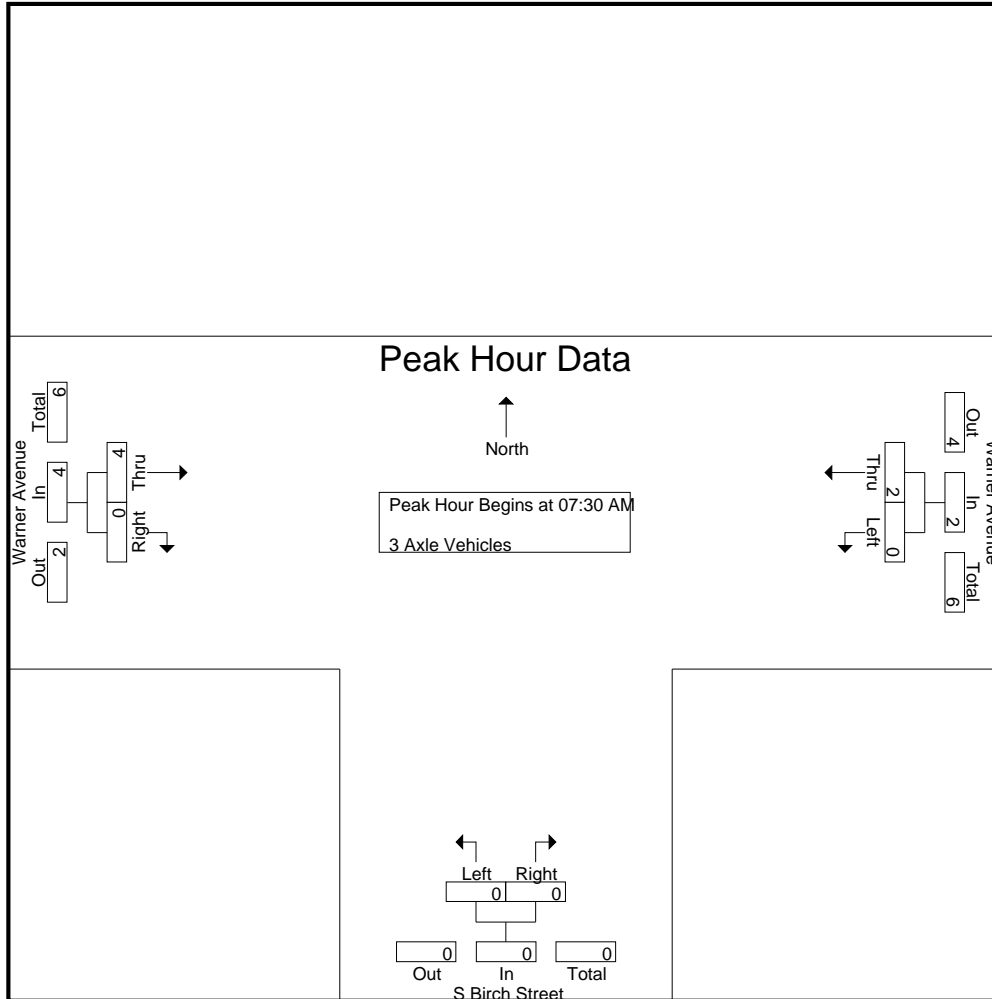 Peak Hour Data
North
Peak Hour Begins at 07:30 AM
3 Axle Vehicles
Warner Avenue
Total
6
In
4
Out
2
Thru
4
Right
0
Warner Avenue
Out
4
In
2
Total
6
Thru
2
Left
0
Left Right
0 0
0 0 0
Out In Total
S Birch Street